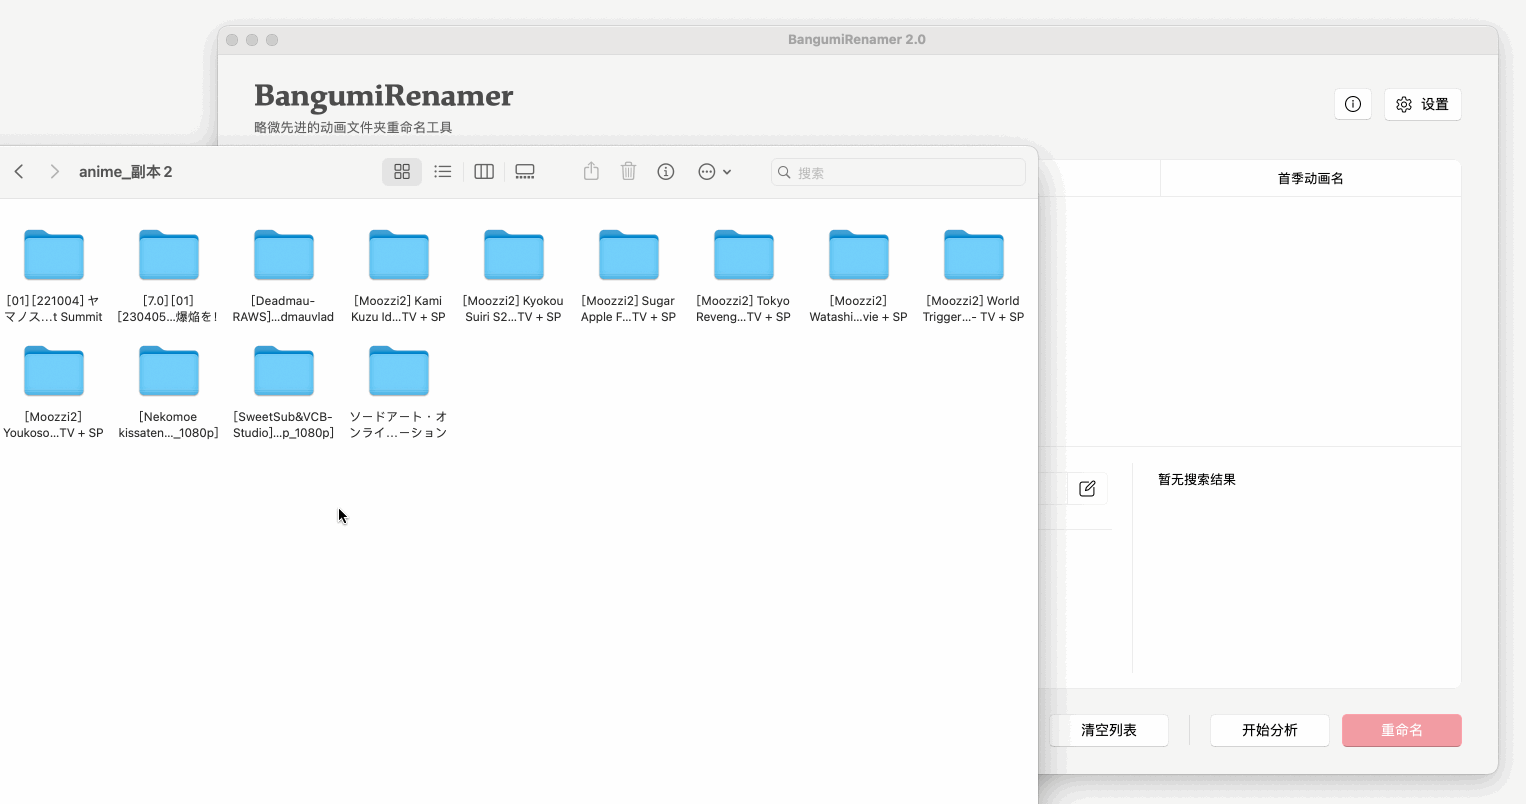 BangumiRenamer 2.0
BangumiRenamer
略微先进的动画文件夹重命名工具
设置
anime_副本 2
搜索
首季动画名
[01][221004] ヤ
マノス...t Summit
[7.0][01]
[230405...爆焔を!
[Deadmau-
RAWS]...dmauvlad
[Moozzi2] Kami
Kuzu Id...TV + SP
[Moozzi2] Kyokou
Suiri S2...TV + SP
[Moozzi2] Sugar
Apple F...TV + SP
[Moozzi2] Tokyo
Reveng...TV + SP
[Moozzi2]
Watashi...vie + SP
[Moozzi2] World
Trigger...- TV + SP
[Moozzi2]
Youkoso...TV + SP
[Nekomoe
kissaten..._1080p]
[SweetSub&VCB-
Studio]...p_1080p]
ソードアート・オ
ンライ...ーション
暂无搜索结果
清空列表
开始分析
重命名